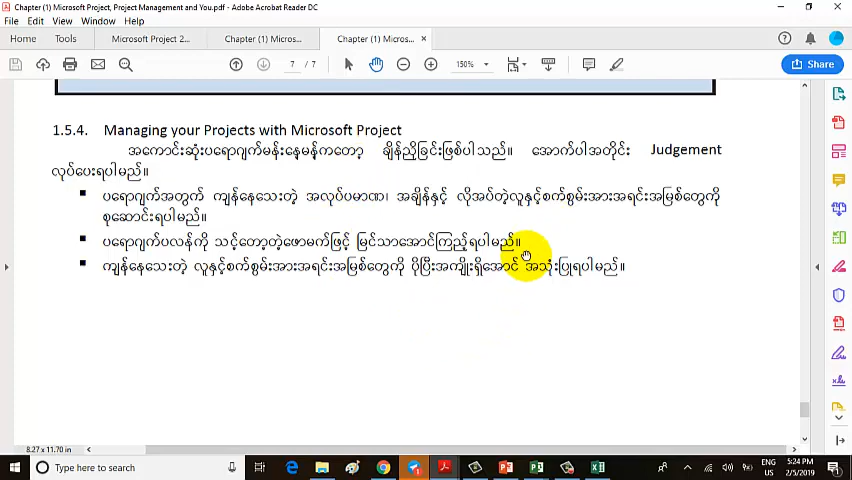 Chapter (1) Microsoft Project, Project Management and You.pdf - Adobe Acrobat Reader DC
File Edit View Window Help
Home Tools Microsoft Project 2... Chapter (1) Micros... Chapter (1) Micros... ×
7 / 7 150% Share
1.5.4. Managing your Projects with Microsoft Project
အကောင်းဆုံးပရောဂျက်မန်းနေ့မန့်ကတော့ ချိန်ညှိခြင်းဖြစ်ပါသည်။ အောက်ပါအတိုင်း Judgement
လုပ်ပေးရပါမည်။
▪ ပရောဂျက်အတွက် ကျန်နေသေးတဲ့ အလုပ်ပမာဏ၊ အချိန်နှင့် လိုအပ်တဲ့လူနှင့်စက်စွမ်းအားအရင်းအမြစ်တွေကို
စုဆောင်းရပါမည်။
▪ ပရောဂျက်ပလန်ကို သင့်တော့တဲ့ဖောမက်ဖြင့် မြင်သာအောင်ကြည့်ရပါမည်။
▪ ကျန်နေသေးတဲ့ လူနှင့်စက်စွမ်းအားအရင်းအမြစ်တွေကို ပိုပြီးအကျိုးရှိအောင် အသုံးပြုရပါမည်။
8.27 x 11.70 in
Type here to search
ENG 5:24 PM
US 2/5/2019